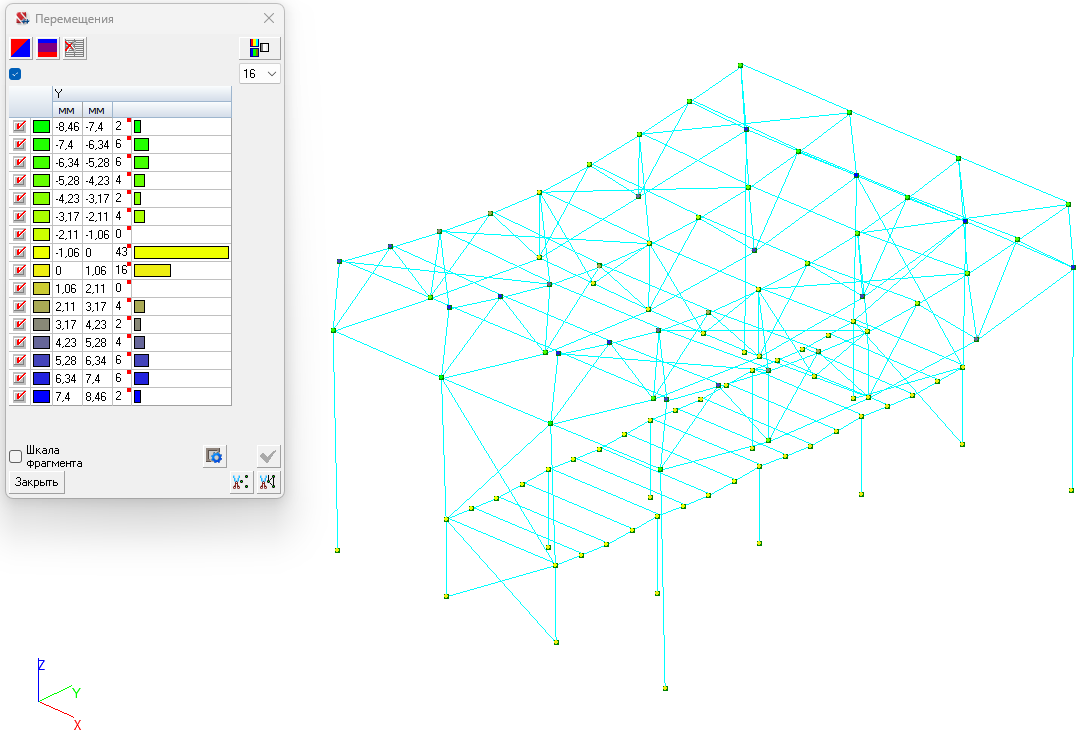 Перемещения
16
Y
мм мм
-8,46 -7,4 2
-7,4 -6,34 6
-6,34 -5,28 6
-5,28 -4,23 4
-4,23 -3,17 2
-3,17 -2,11 4
-2,11 -1,06 0
-1,06 0 43
0 1,06 16
1,06 2,11 0
2,11 3,17 4
3,17 4,23 2
4,23 5,28 4
5,28 6,34 6
6,34 7,4 6
7,4 8,46 2
Шкала
фрагмента
Закрыть
Z
Y
X